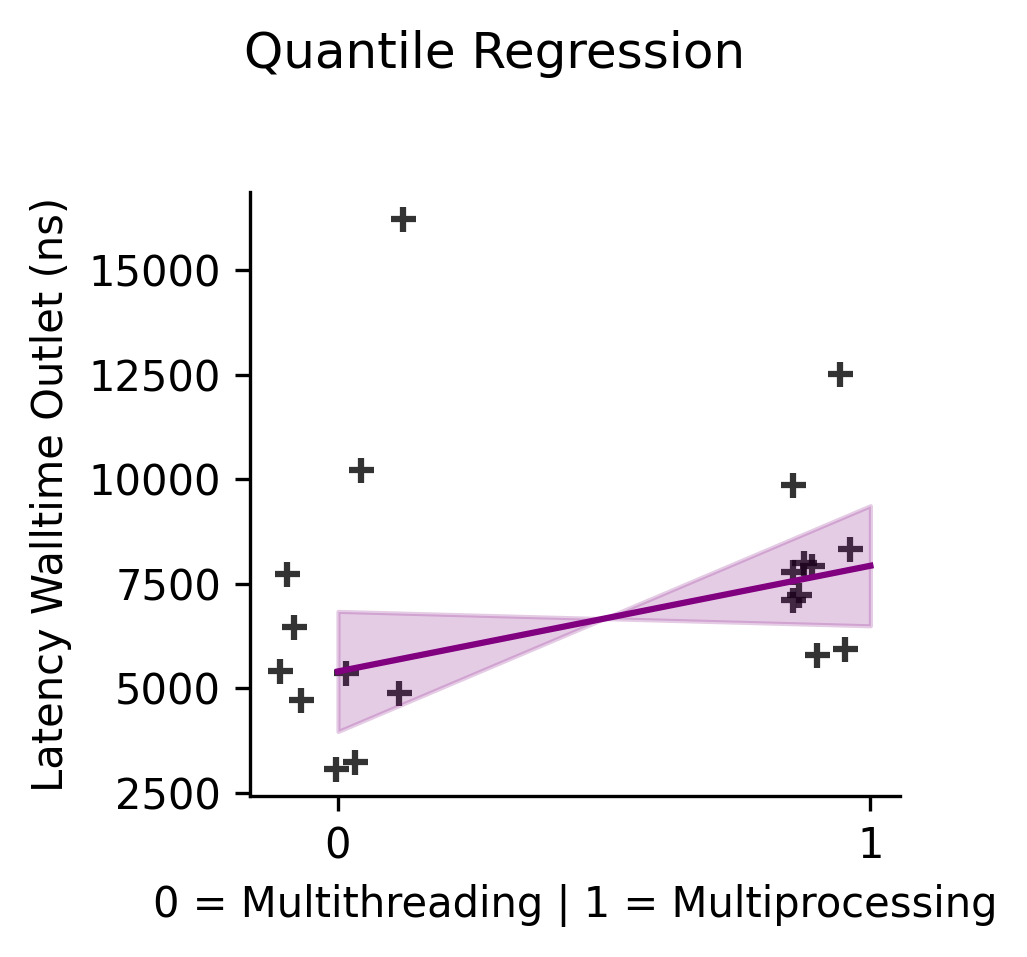 Quantile Regression
Latency Walltime Outlet (ns)
15000
12500
10000
7500
5000
2500
0
1
0 = Multithreading | 1 = Multiprocessing